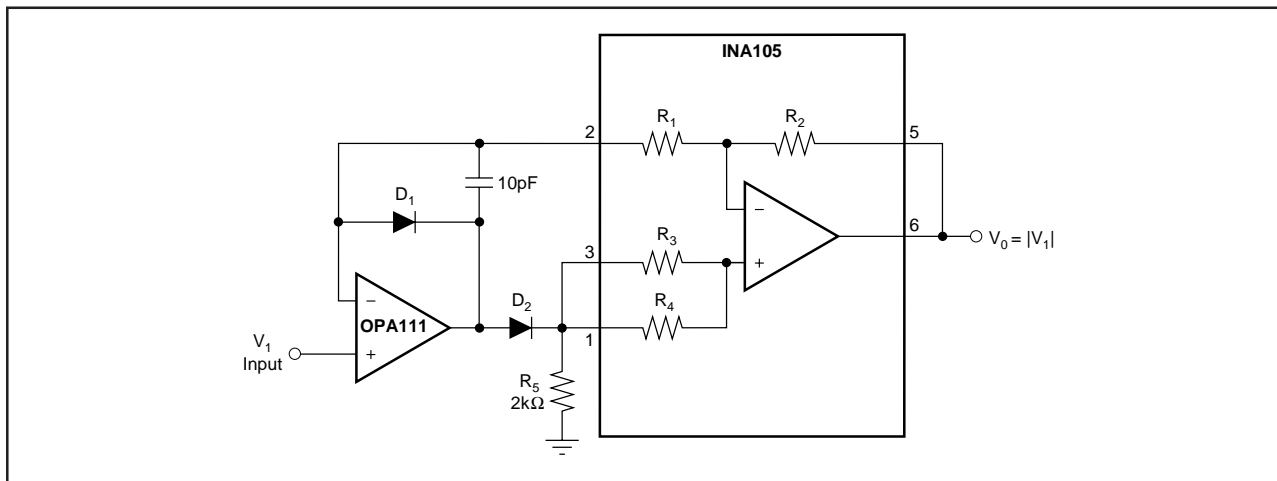 INA105
R₁
R₂
2
5
10pF
D₁
−
6
V₀ = |V₁|
R₃
3
+
D₂
R₄
−
OPA111
+
1
V₁
Input
R₅
2kΩ